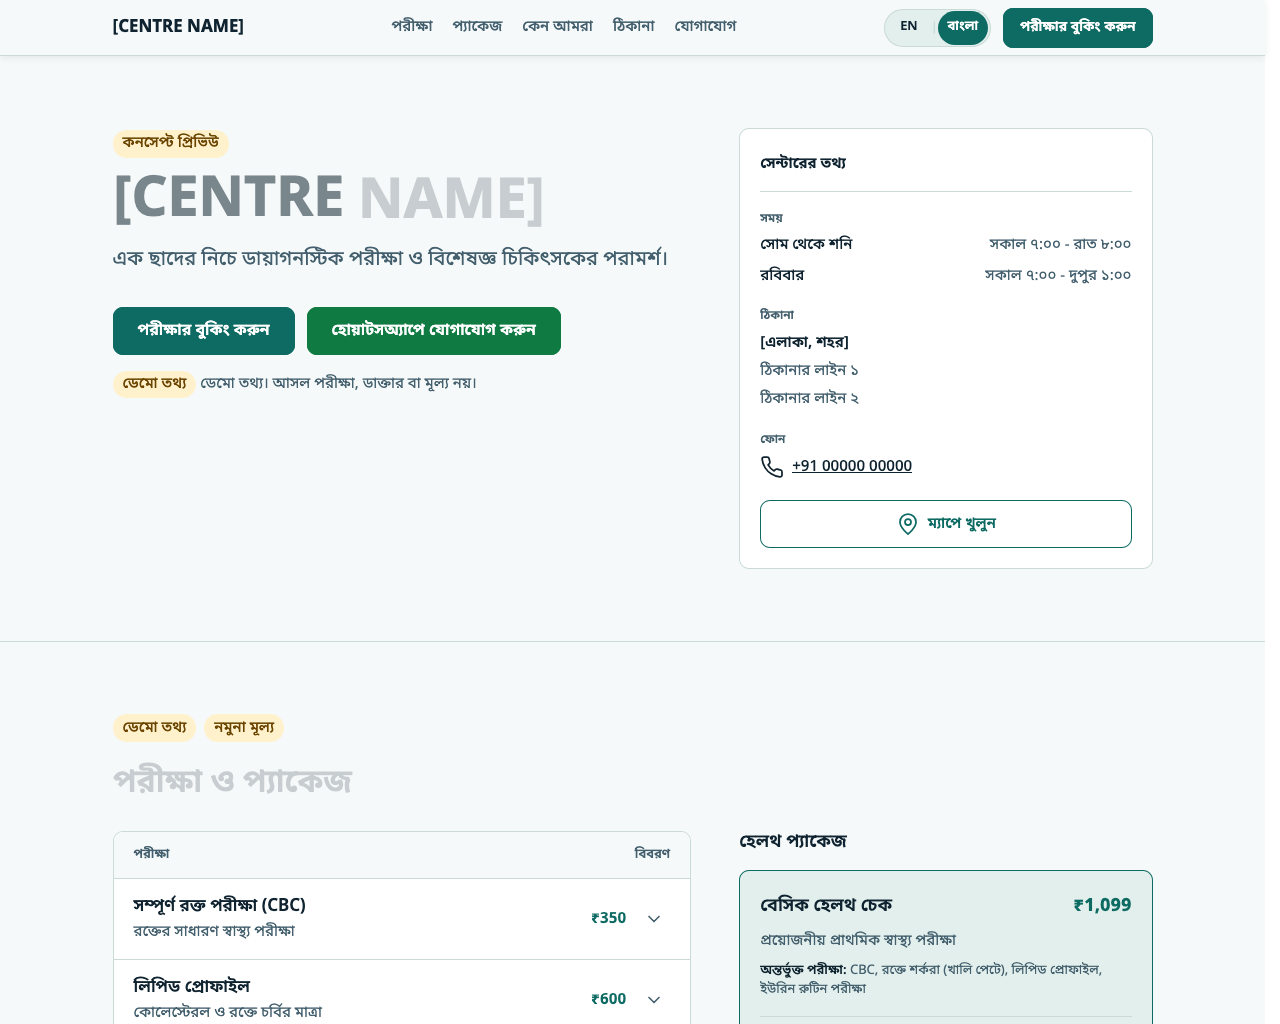 [CENTRE NAME]
পরীক্ষা প্যাকেজ কেন আমরা ঠিকানা যোগাযোগ
EN বাংলা
পরীক্ষার বুকিং করুন
কনসেপ্ট প্রিভিউ
[CENTRE NAME]
এক ছাদের নিচে ডায়াগনস্টিক পরীক্ষা ও বিশেষজ্ঞ চিকিৎসকের পরামর্শ।
পরীক্ষার বুকিং করুন হোয়াটসঅ্যাপে যোগাযোগ করুন
ডেমো তথ্য ডেমো তথ্য। আসল পরীক্ষা, ডাক্তার বা মূল্য নয়।
সেন্টারের তথ্য
সময়
সোম থেকে শনি সকাল ৭:০০ - রাত ৮:০০
রবিবার সকাল ৭:০০ - দুপুর ১:০০
ঠিকানা
[এলাকা, শহর]
ঠিকানার লাইন ১
ঠিকানার লাইন ২
ফোন
+91 00000 00000
ম্যাপে খুলুন
ডেমো তথ্য নমুনা মূল্য
পরীক্ষা ও প্যাকেজ
পরীক্ষা বিবরণ
সম্পূর্ণ রক্ত পরীক্ষা (CBC)
রক্তের সাধারণ স্বাস্থ্য পরীক্ষা
₹350
লিপিড প্রোফাইল
কোলেস্টেরল ও রক্তে চর্বির মাত্রা
₹600
হেলথ প্যাকেজ
বেসিক হেলথ চেক ₹1,099
প্রয়োজনীয় প্রাথমিক স্বাস্থ্য পরীক্ষা
অন্তর্ভুক্ত পরীক্ষা: CBC, রক্তে শর্করা (খালি পেটে), লিপিড প্রোফাইল,
ইউরিন রুটিন পরীক্ষা